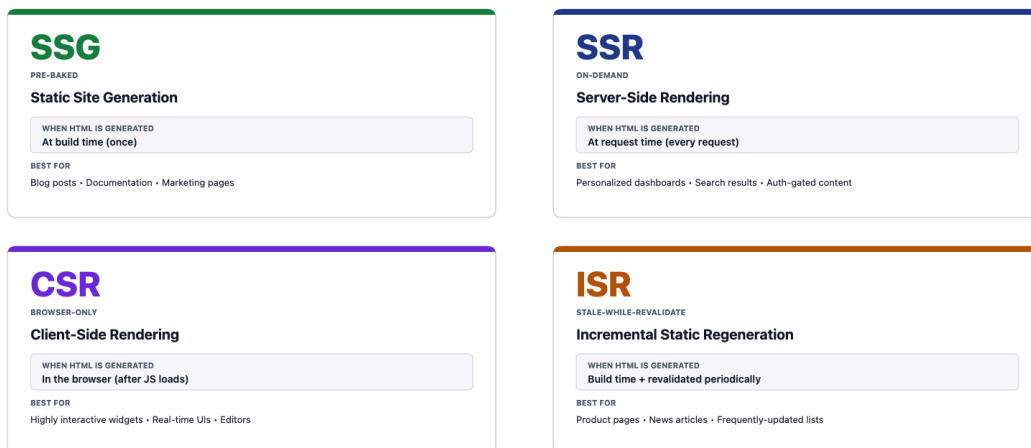 SSG
PRE-BAKED
Static Site Generation
WHEN HTML IS GENERATED
At build time (once)
BEST FOR
Blog posts • Documentation • Marketing pages
SSR
ON-DEMAND
Server-Side Rendering
WHEN HTML IS GENERATED
At request time (every request)
BEST FOR
Personalized dashboards • Search results • Auth-gated content
CSR
BROWSER-ONLY
Client-Side Rendering
WHEN HTML IS GENERATED
In the browser (after JS loads)
BEST FOR
Highly interactive widgets • Real-time UIs • Editors
ISR
STALE-WHILE-REVALIDATE
Incremental Static Regeneration
WHEN HTML IS GENERATED
Build time + revalidated periodically
BEST FOR
Product pages • News articles • Frequently-updated lists